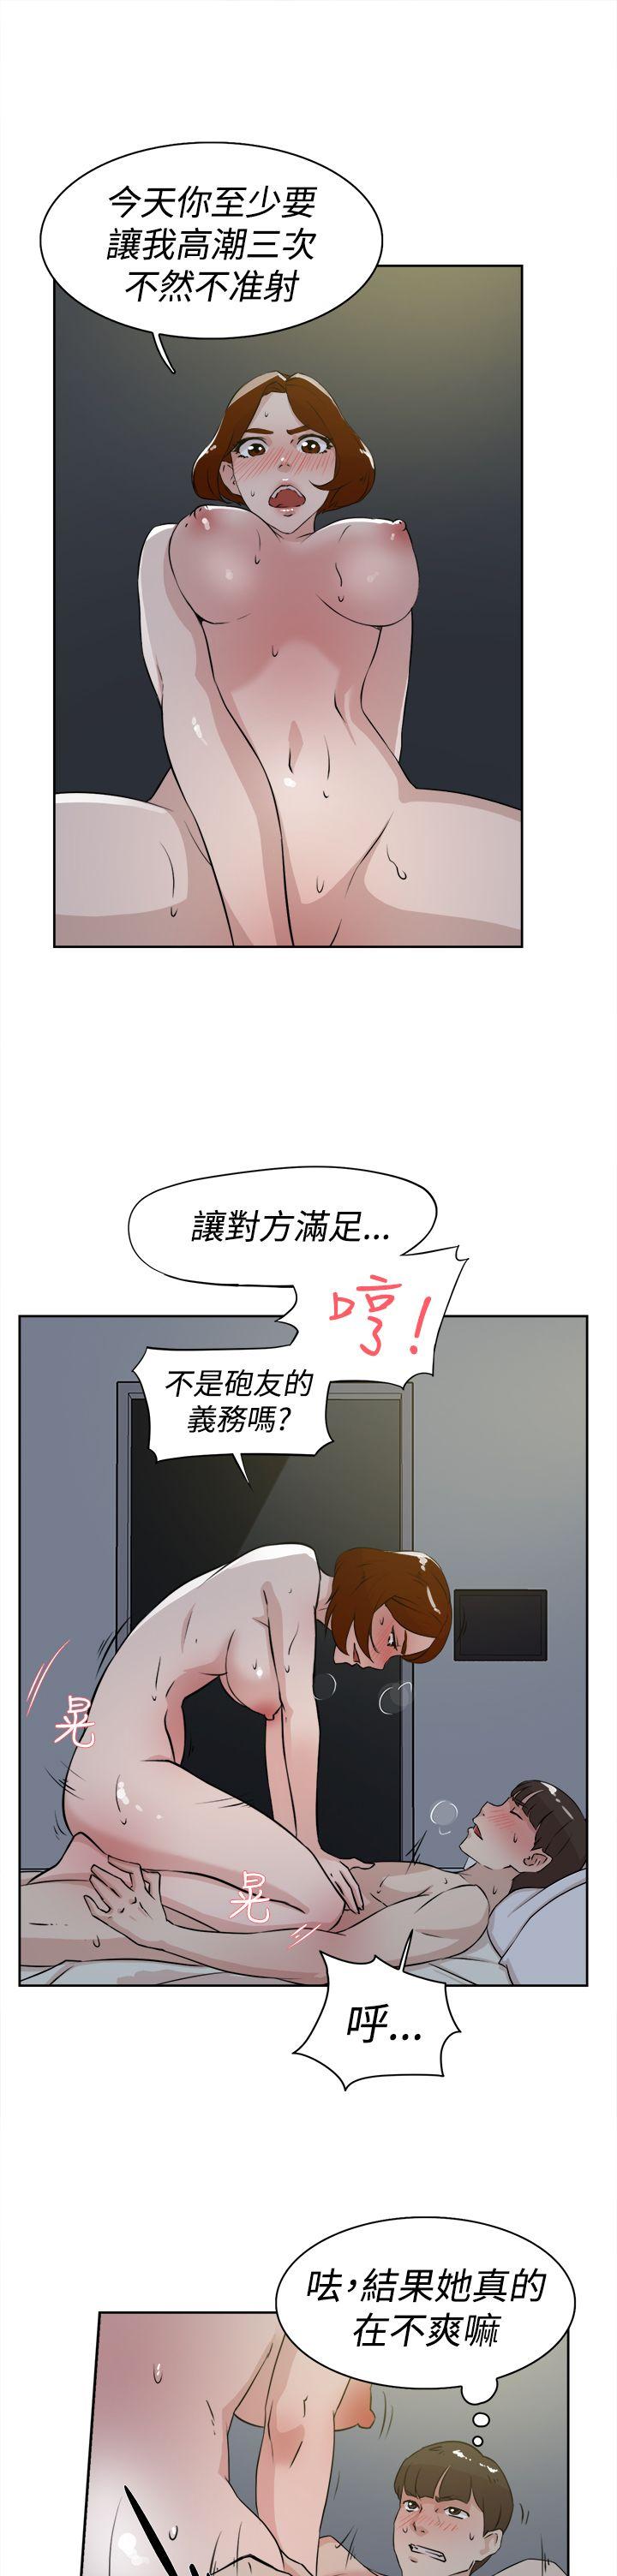 今天你至少要
讓我高潮三次
不然不准射
讓對方滿足...
哼!
不是砲友的
義務嗎?
晃
晃
呼...
呿,結果她真的
在不爽嘛